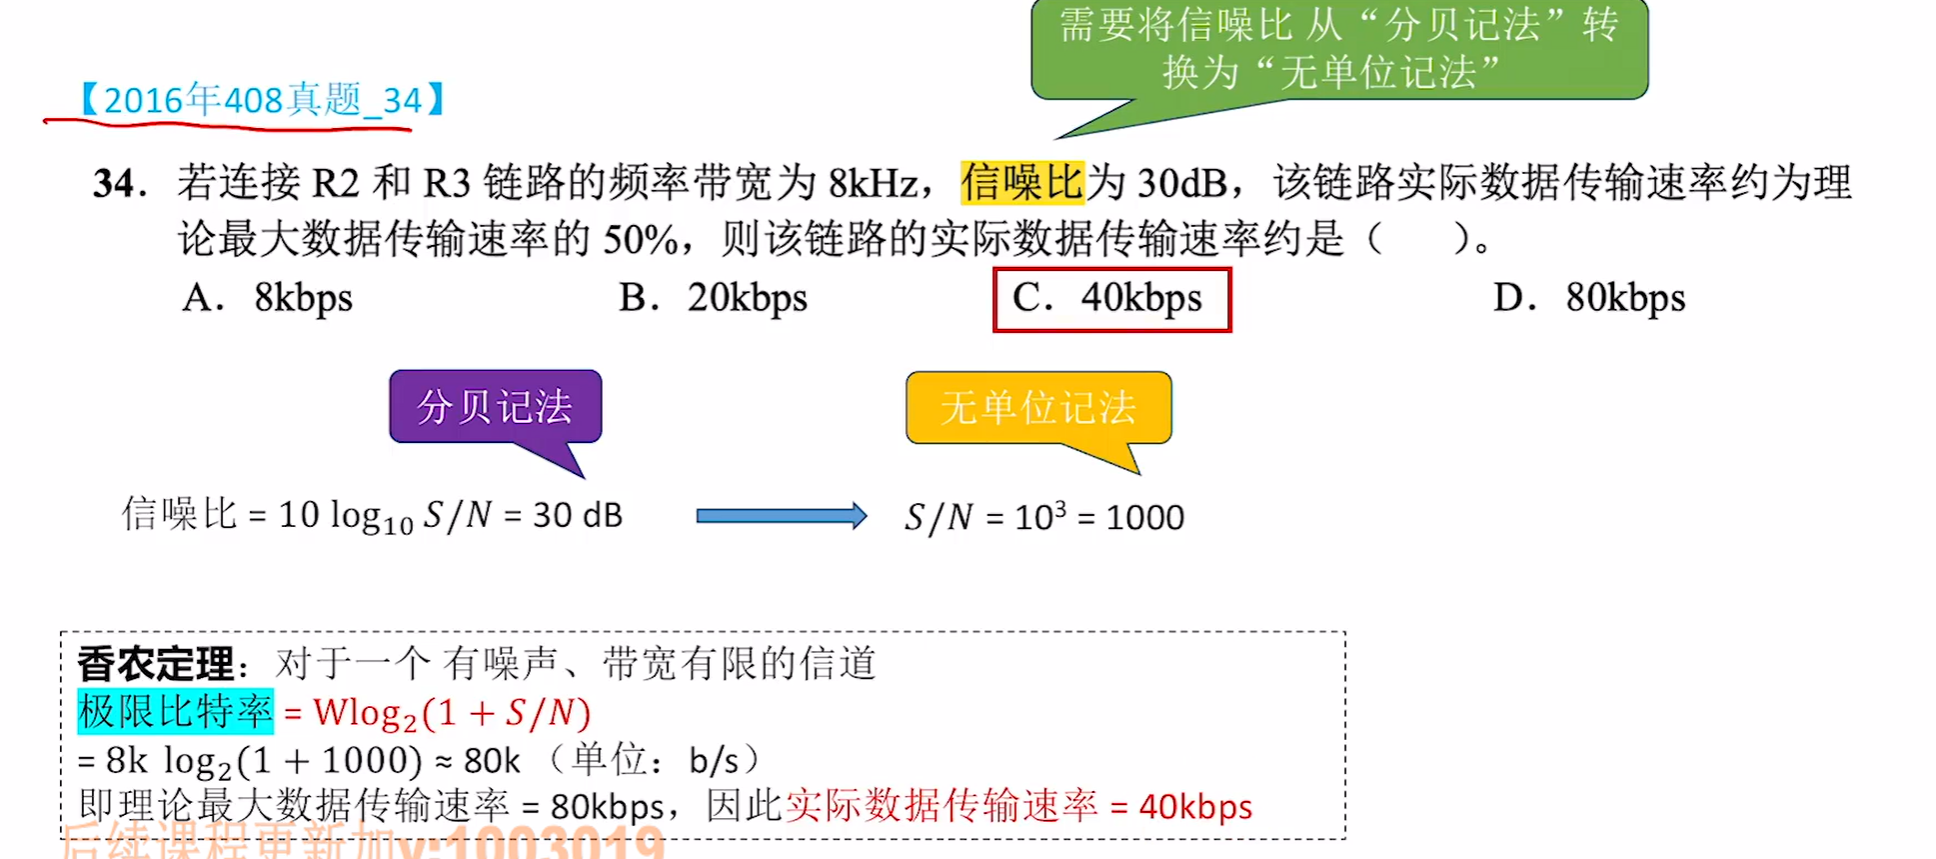 需要将信噪比 从“分贝记法”转
换为“无单位记法”
【2016年408真题_34】
34. 若连接 R2 和 R3 链路的频率带宽为 8kHz，信噪比为 30dB，该链路实际数据传输速率约为理
论最大数据传输速率的 50%，则该链路的实际数据传输速率约是（  ）。
A. 8kbps B. 20kbps C. 40kbps D. 80kbps
分贝记法 无单位记法
信噪比 = 10 log₁₀ S/N = 30 dB S/N = 10³ = 1000
香农定理：对于一个 有噪声、带宽有限的信道
极限比特率 = Wlog₂(1 + S/N)
= 8k log₂(1 + 1000) ≈ 80k （单位：b/s）
即理论最大数据传输速率 = 80kbps，因此实际数据传输速率 = 40kbps
后续课程更新加v:1003019